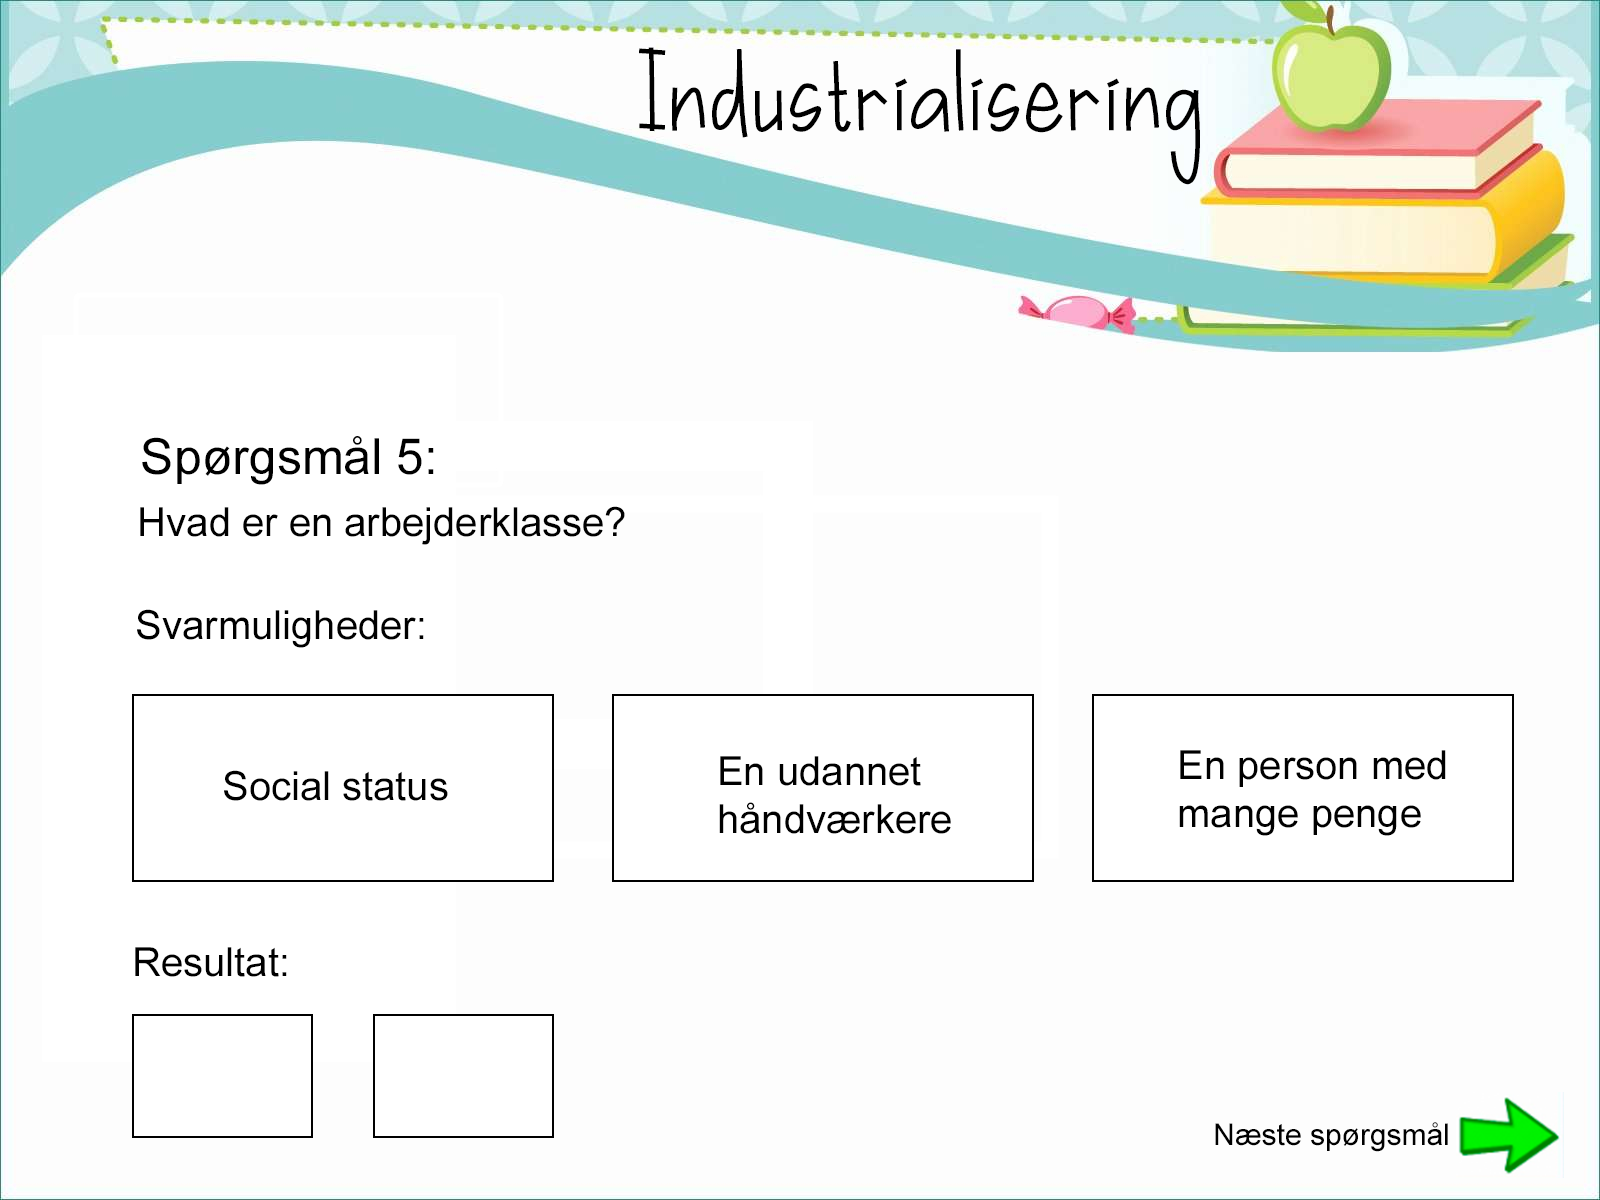 Industrialisering
Spørgsmål 5:
Hvad er en arbejderklasse?
Svarmuligheder:
Social status
En udannet
håndværkere
En person med
mange penge
Resultat:
Næste spørgsmål